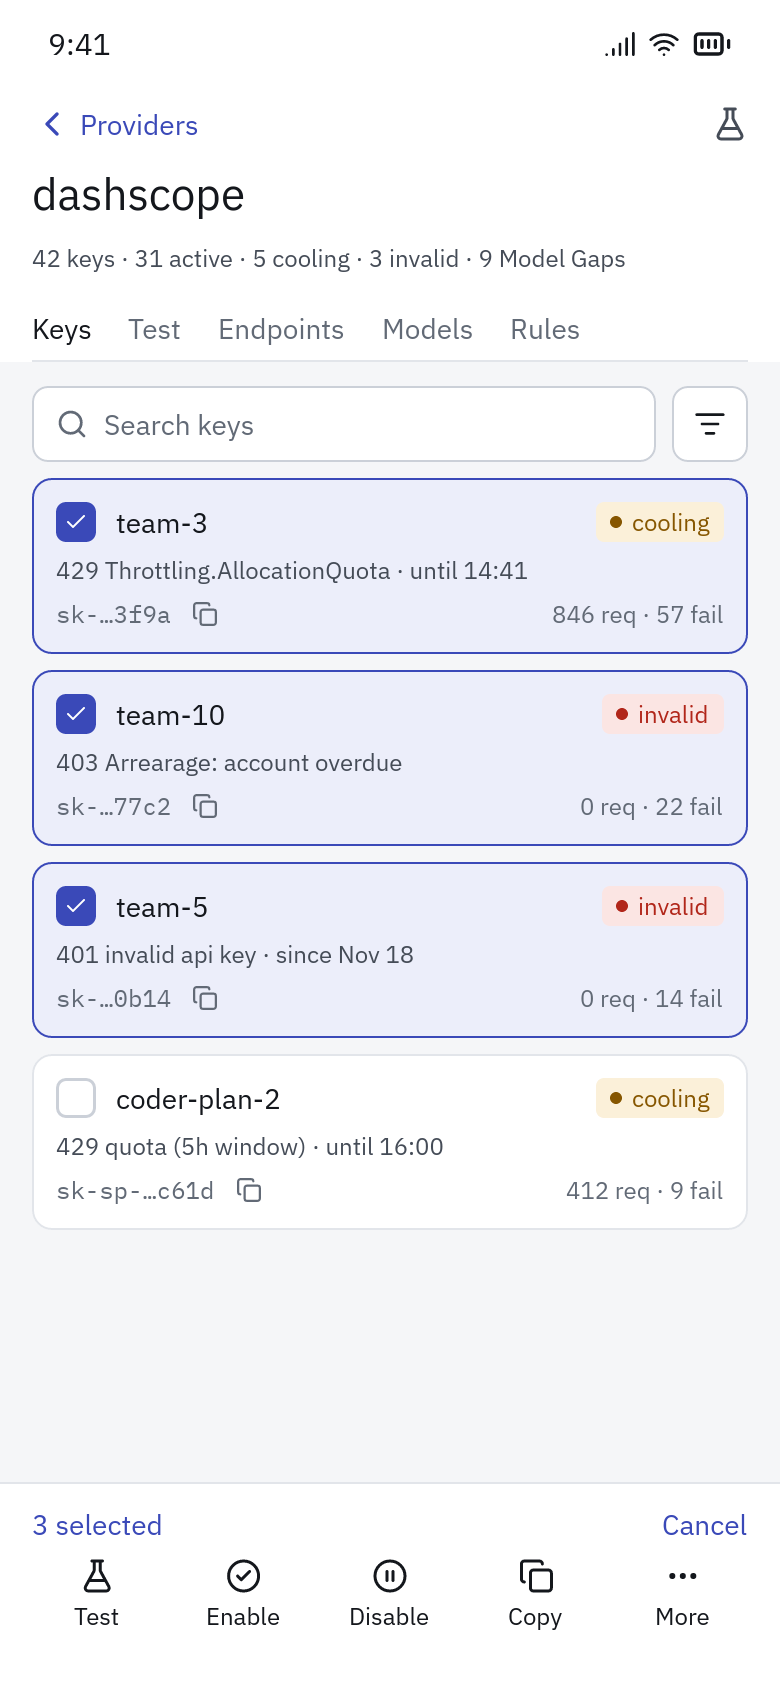 9:41
Providers
dashscope
42 keys · 31 active · 5 cooling · 3 invalid · 9 Model Gaps
Keys Test Endpoints Models Rules
Search keys
team-3 cooling
429 Throttling.AllocationQuota · until 14:41
sk-…3f9a 846 req · 57 fail
team-10 invalid
403 Arrearage: account overdue
sk-…77c2 0 req · 22 fail
team-5 invalid
401 invalid api key · since Nov 18
sk-…0b14 0 req · 14 fail
coder-plan-2 cooling
429 quota (5h window) · until 16:00
sk-sp-…c61d 412 req · 9 fail
3 selected Cancel
Test Enable Disable Copy More